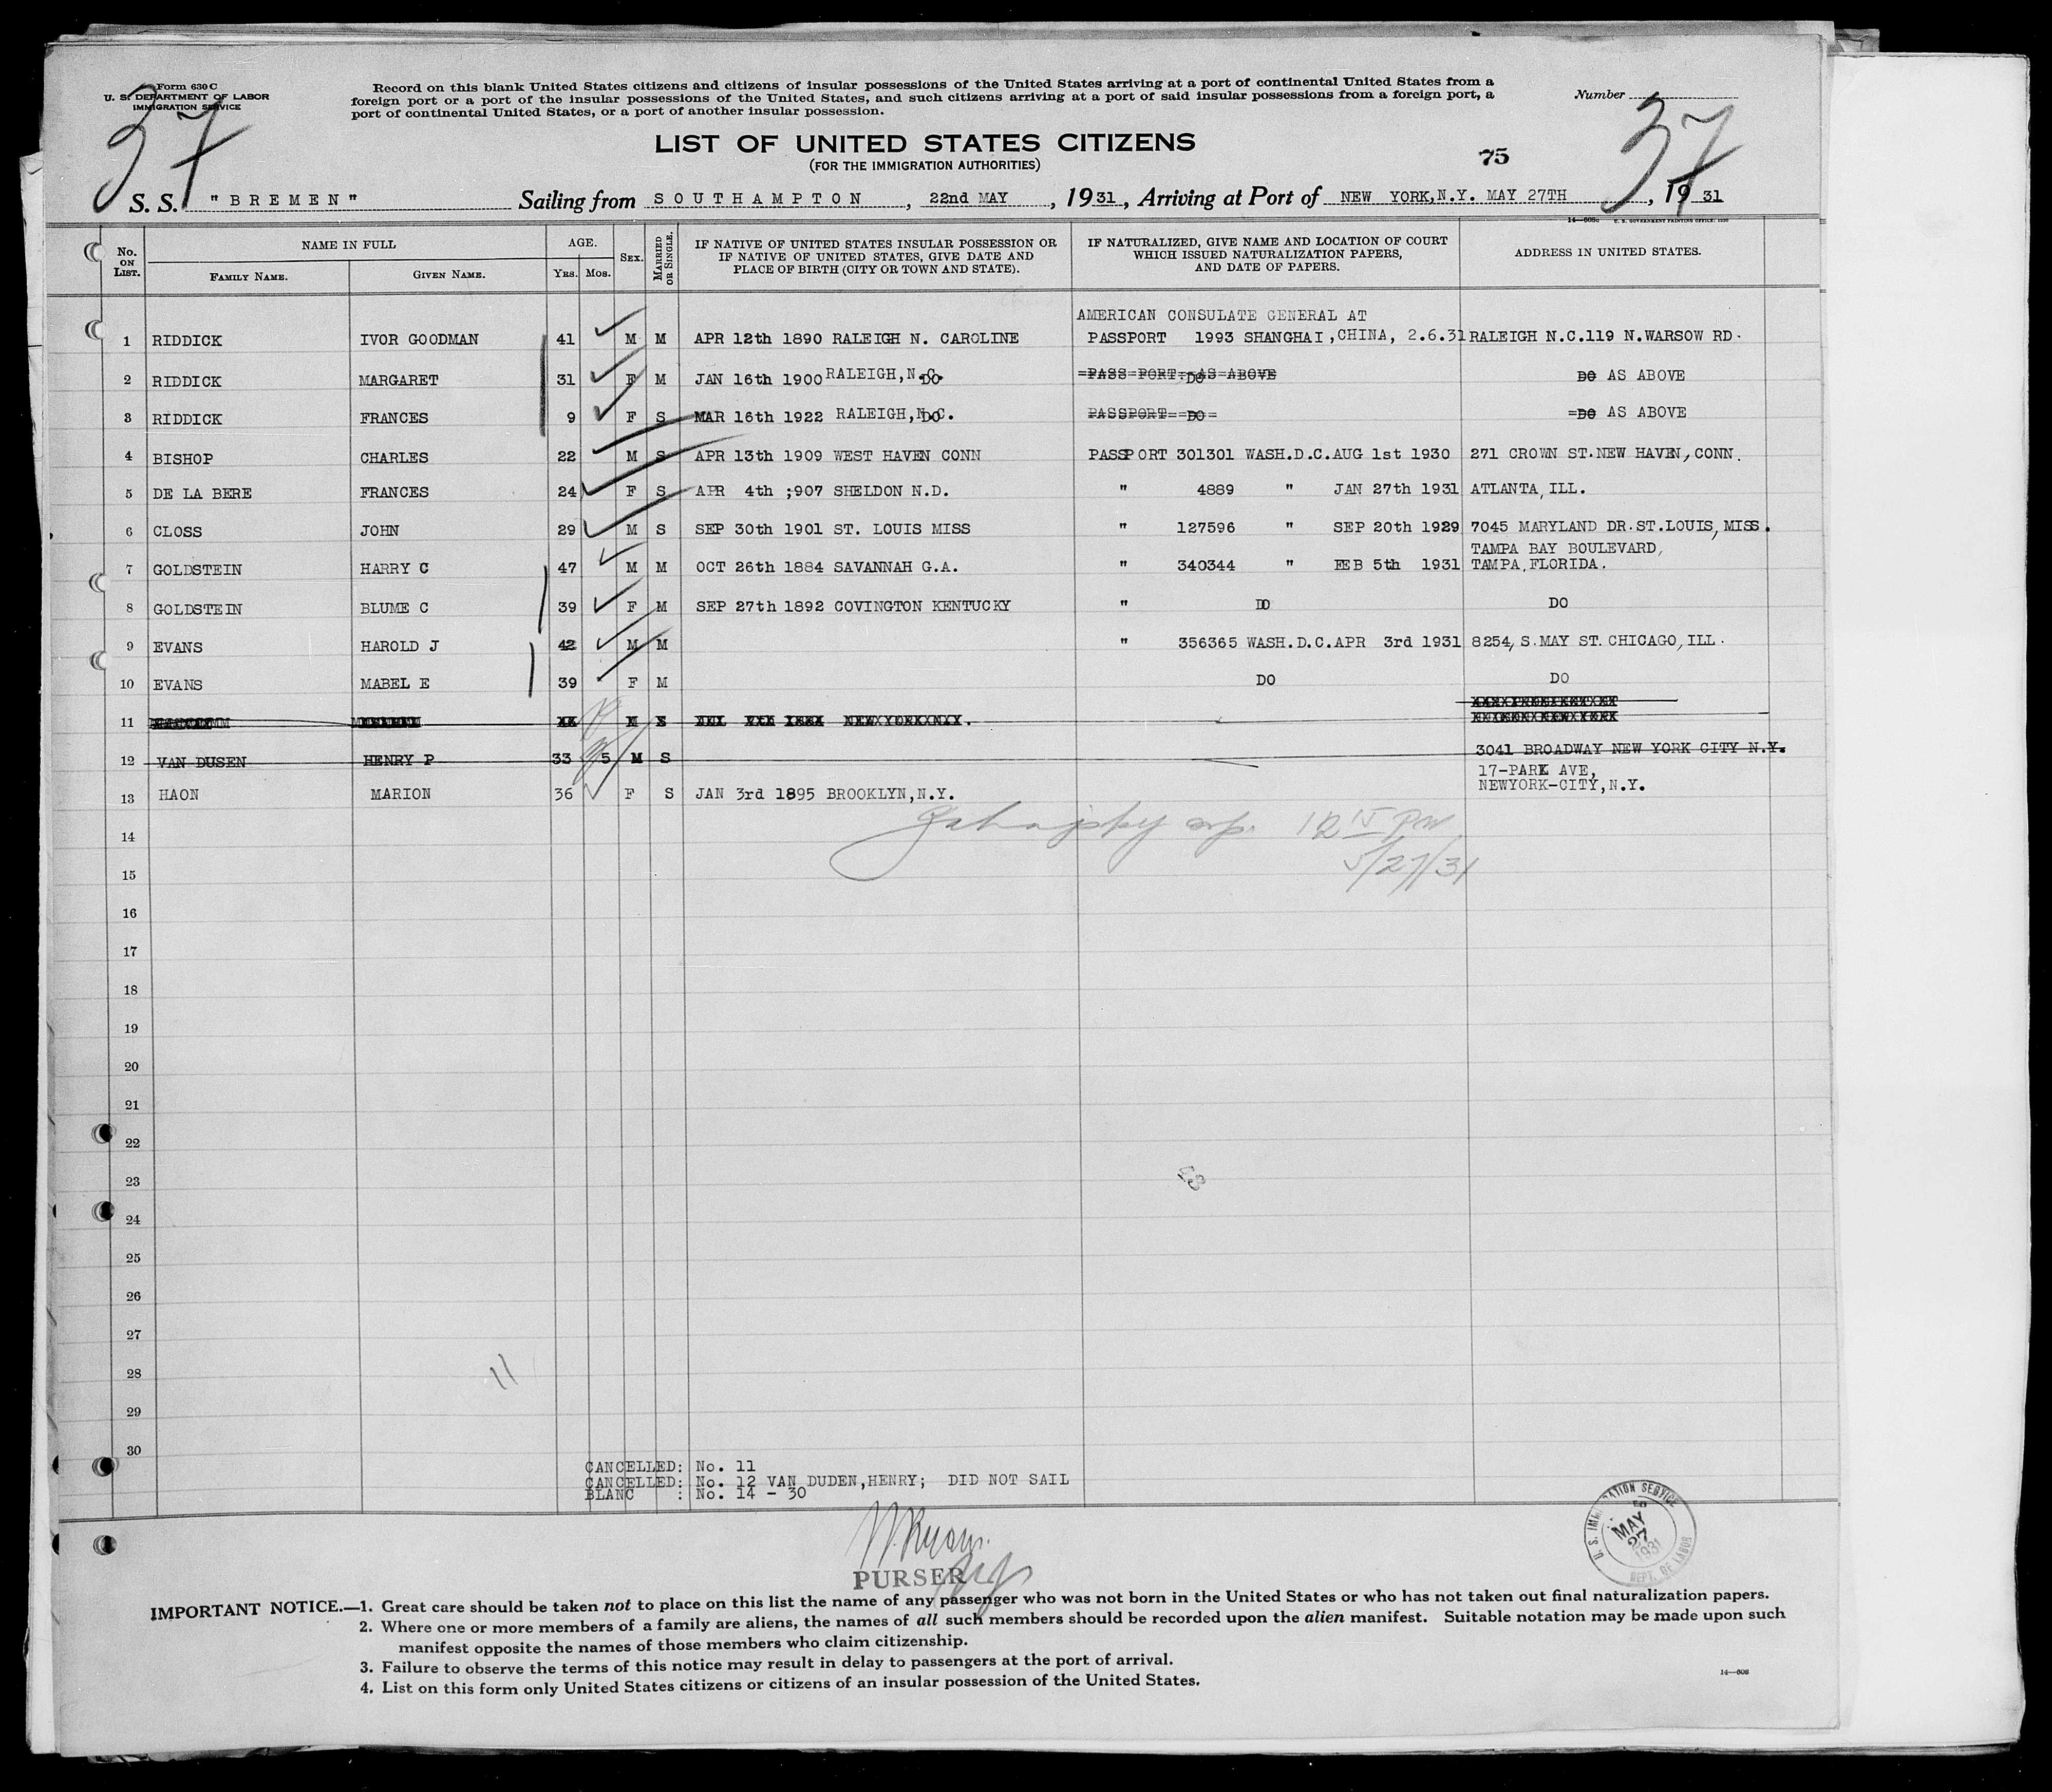 Form 630 C
U. S. DEPARTMENT OF LABOR
IMMIGRATION SERVICE
37
Record on this blank United States citizens and citizens of insular possessions of the United States arriving at a port of continental United States from a
foreign port or a port of the insular possessions of the United States, and such citizens arriving at a port of said insular possessions from a foreign port, a
port of continental United States, or a port of another insular possession.
Number
37
LIST OF UNITED STATES CITIZENS
(FOR THE IMMIGRATION AUTHORITIES)
75
S. S. "BREMEN" Sailing from SOUTHAMPTON, 22nd MAY, 1931, Arriving at Port of NEW YORK,N.Y. MAY 27TH, 1931
14—608c U. S. GOVERNMENT PRINTING OFFICE: 1930
No. ON LIST. NAME IN FULL FAMILY NAME. GIVEN NAME. AGE. YRS. MOS. SEX. MARRIED OR SINGLE. IF NATIVE OF UNITED STATES INSULAR POSSESSION OR IF NATIVE OF UNITED STATES, GIVE DATE AND PLACE OF BIRTH (CITY OR TOWN AND STATE). IF NATURALIZED, GIVE NAME AND LOCATION OF COURT WHICH ISSUED NATURALIZATION PAPERS, AND DATE OF PAPERS. ADDRESS IN UNITED STATES.
AMERICAN CONSULATE GENERAL AT
1 RIDDICK IVOR GOODMAN 41 M M APR 12th 1890 RALEIGH N. CAROLINE PASSPORT 1993 SHANGHAI,CHINA, 2.6.31 RALEIGH N.C.119 N.WARSOW RD.
2 RIDDICK MARGARET 31 F M JAN 16th 1900 RALEIGH,N.C. DO =PASS=PORT=DO=AS=ABOVE DO AS ABOVE
3 RIDDICK FRANCES 9 F S MAR 16th 1922 RALEIGH,N.C. DO PASSPORT==DO= =DO AS ABOVE
4 BISHOP CHARLES 22 M S APR 13th 1909 WEST HAVEN CONN PASSPORT 301301 WASH.D.C.AUG 1st 1930 271 CROWN ST.NEW HAVEN,CONN.
5 DE LA BERE FRANCES 24 F S APR 4th ;907 SHELDON N.D. " 4889 " JAN 27th 1931 ATLANTA,ILL.
6 CLOSS JOHN 29 M S SEP 30th 1901 ST. LOUIS MISS " 127596 " SEP 20th 1929 7045 MARYLAND DR.ST.LOUIS,MISS.
TAMPA BAY BOULEVARD,
7 GOLDSTEIN HARRY C 47 M M OCT 26th 1884 SAVANNAH G.A. " 340344 " FEB 5th 1931 TAMPA,FLORIDA.
8 GOLDSTEIN BLUME C 39 F M SEP 27th 1892 COVINGTON KENTUCKY " DO DO
9 EVANS HAROLD J 42 M M " 356365 WASH.D.C.APR 3rd 1931 8254,S.MAY ST.CHICAGO,ILL.
10 EVANS MABEL E 39 F M DO DO
11 M S
12 VAN DUSEN HENRY P 33 5 M S 3041 BROADWAY NEW YORK CITY N.Y.
17-PARK AVE,
13 HAON MARION 36 F S JAN 3rd 1895 BROOKLYN,N.Y. NEWYORK-CITY,N.Y.
12 15 PM
14
5/27/31
15
16
17
18
19
20
21
22
23
24
25
26
27
28
11
29
30
CANCELLED: No. 11
CANCELLED: No. 12 VAN DUDEN,HENRY; DID NOT SAIL
BLANC : No. 14 - 30
PURSER
U. S. IMMIGRATION SERVICE
MAY
27
1931
DEPT. OF LABOR
IMPORTANT NOTICE.—1. Great care should be taken not to place on this list the name of any passenger who was not born in the United States or who has not taken out final naturalization papers.
2. Where one or more members of a family are aliens, the names of all such members should be recorded upon the alien manifest. Suitable notation may be made upon such
manifest opposite the names of those members who claim citizenship.
3. Failure to observe the terms of this notice may result in delay to passengers at the port of arrival.
4. List on this form only United States citizens or citizens of an insular possession of the United States.
14—608